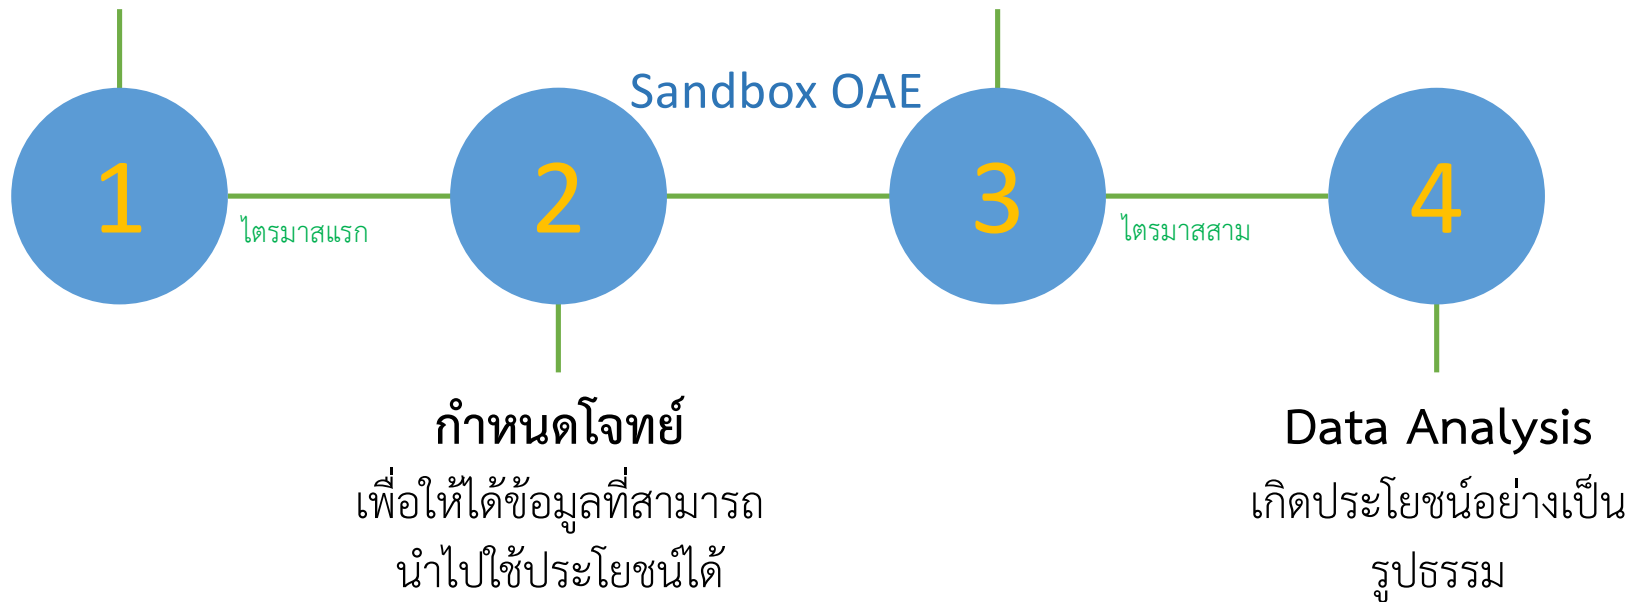 Sandbox OAE
1
2
3
4
ไตรมาสแรก
ไตรมาสสาม
กำหนดโจทย์
เพื่อให้ได้ข้อมูลที่สามารถ
นำไปใช้ประโยชน์ได้
Data Analysis
เกิดประโยชน์อย่างเป็น
รูปธรรม